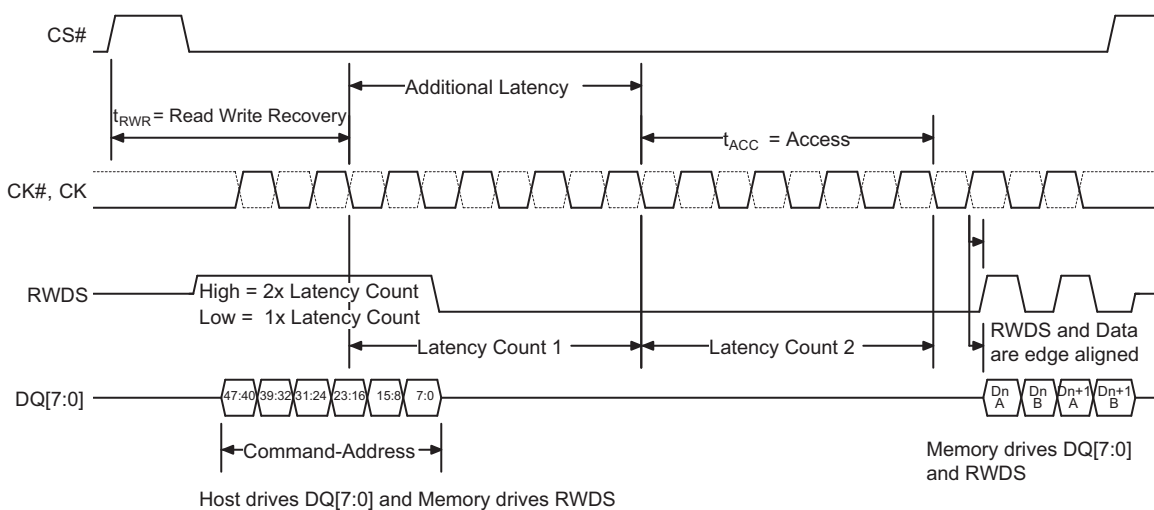 CS#
Additional Latency
tRWR = Read Write Recovery
tACC = Access
CK#, CK
RWDS
High = 2x Latency Count
Low = 1x Latency Count
RWDS and Data
are edge aligned
Latency Count 1
Latency Count 2
DQ[7:0]
47:40 39:32 31:24 23:16 15:8 7:0
Dn A
Dn B
Dn+1 A
Dn+1 B
Command-Address
Memory drives DQ[7:0]
and RWDS
Host drives DQ[7:0] and Memory drives RWDS